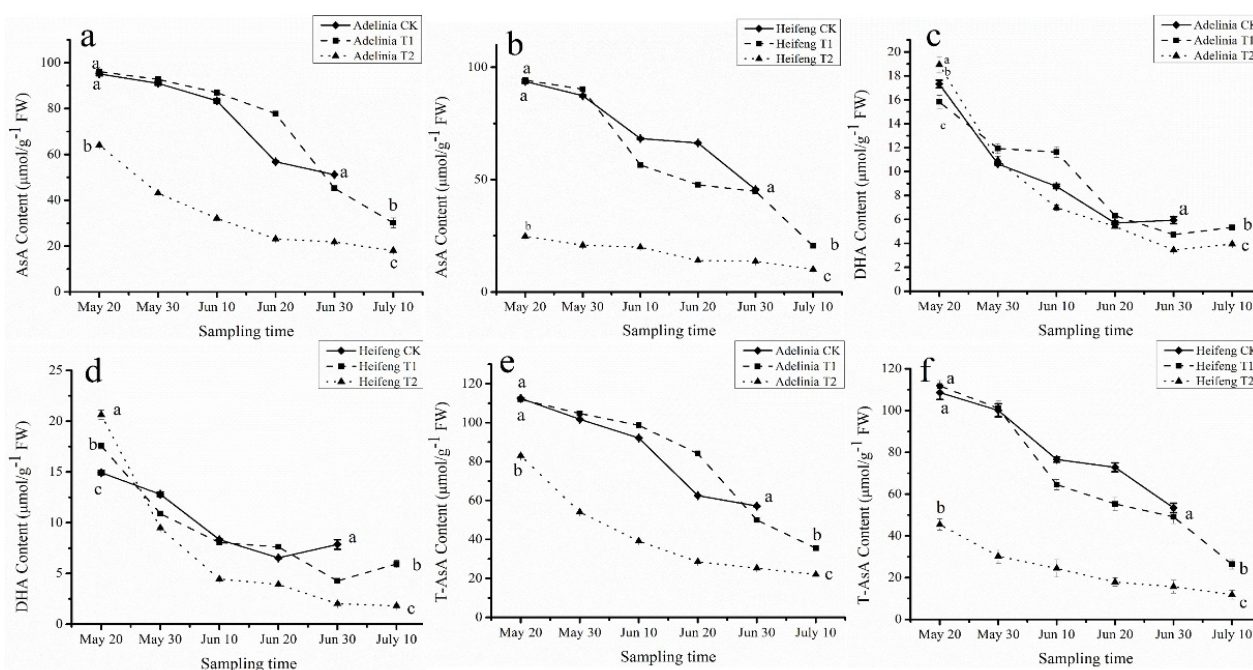 a
Adelinia CK
Adelinia T1
Adelinia T2
AsA Content (μmol/g⁻¹ FW)
100
80
60
40
20
0
a
a
b
a
b
c
May 20 May 30 Jun 10 Jun 20 Jun 30 July 10
Sampling time
b
Heifeng CK
Heifeng T1
Heifeng T2
AsA Content (μmol/g⁻¹ FW)
100
50
0
a
a
b
a
b
c
May 20 May 30 Jun 10 Jun 20 Jun 30 July 10
Sampling time
c
Adelinia CK
Adelinia T1
Adelinia T2
DHA Content (μmol/g⁻¹ FW)
20
18
16
14
12
10
8
6
4
2
0
a
b
c
a
b
c
May 20 May 30 Jun 10 Jun 20 Jun 30 July 10
Sampling time
d
Heifeng CK
Heifeng T1
Heifeng T2
DHA Content (μmol/g⁻¹ FW)
25
20
15
10
5
0
a
b
c
a
b
c
May 20 May 30 Jun 10 Jun 20 Jun 30 July 10
Sampling time
e
Adelinia CK
Adelinia T1
Adelinia T2
T-AsA Content (μmol/g⁻¹ FW)
120
100
80
60
40
20
0
a
a
b
a
b
c
May 20 May 30 Jun 10 Jun 20 Jun 30 July 10
Sampling time
f
Heifeng CK
Heifeng T1
Heifeng T2
T-AsA Content (μmol/g⁻¹ FW)
120
100
80
60
40
20
0
a
a
b
a
b
c
May 20 May 30 Jun 10 Jun 20 Jun 30 July 10
Sampling time